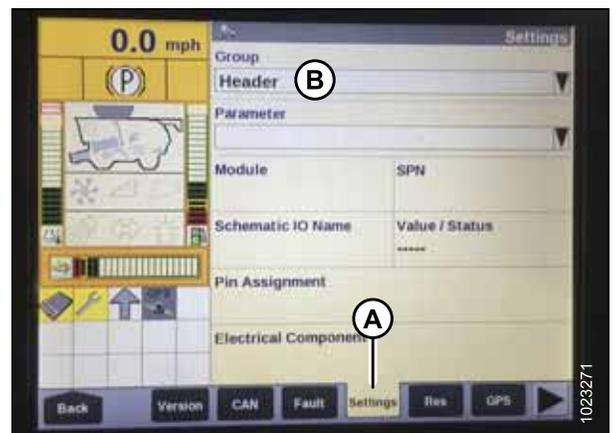 0.0 mph
(P)
Settings
Group
Header
B
Parameter
Module
SPN
Schematic IO Name
Value / Status
-----
Pin Assignment
Electrical Component
A
Back
Version
CAN
Fault
Settings
Res
GPS
1023271